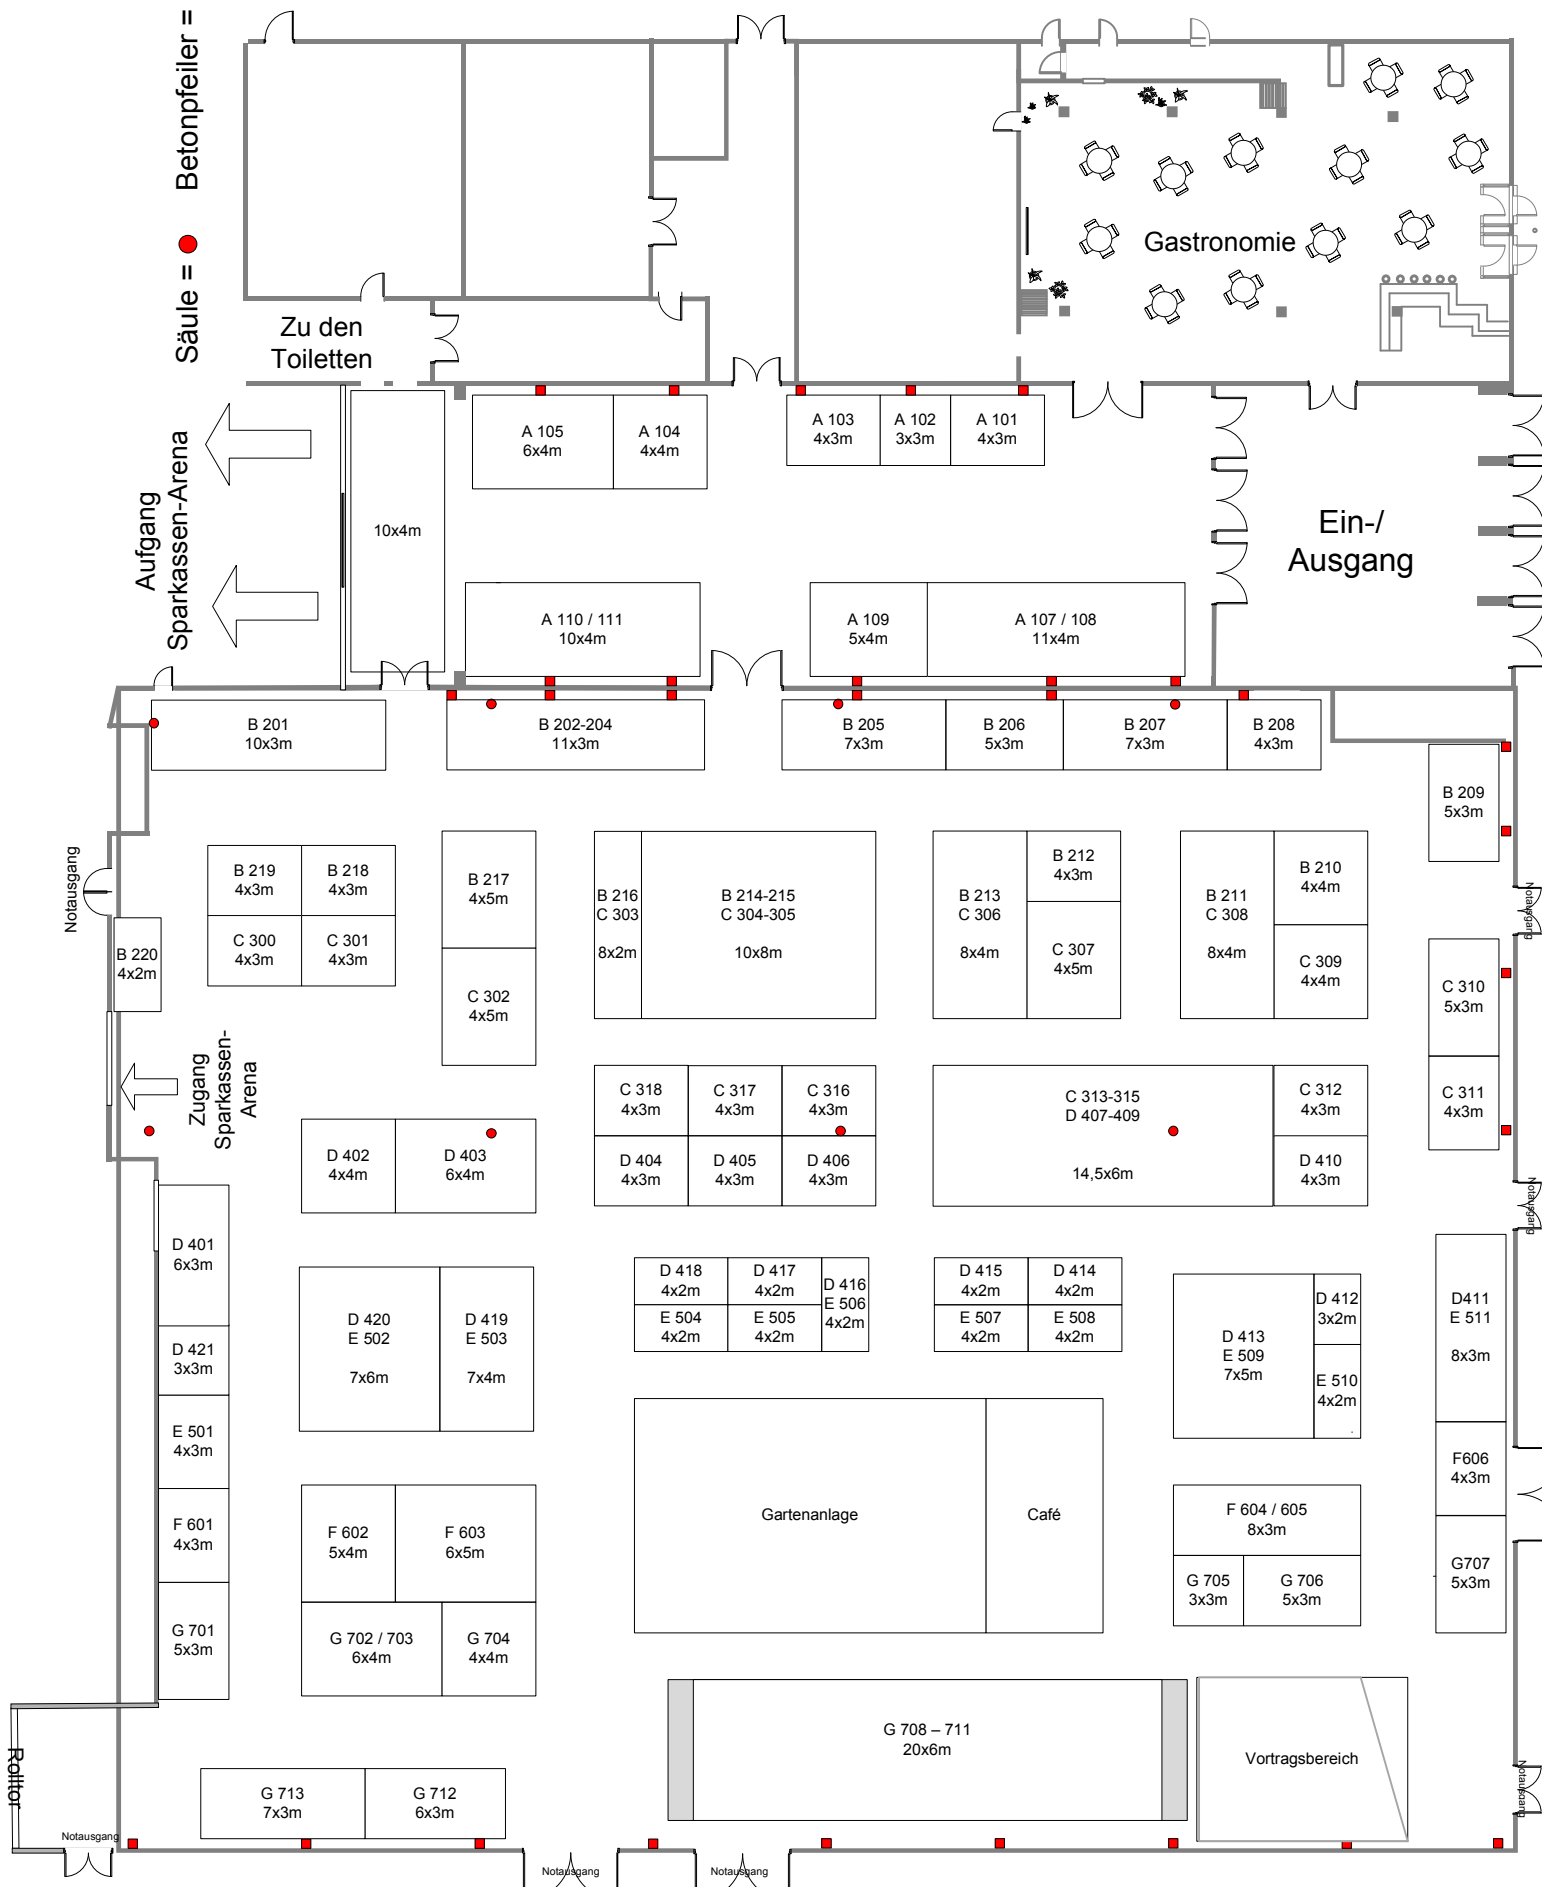 Säule =
Betonpfeiler =
Gastronomie
Zu den
Toiletten
Aufgang
Sparkassen-Arena
10x4m
A 105
6x4m
A 104
4x4m
A 103
4x3m
A 102
3x3m
A 101
4x3m
Ein-/
Ausgang
A 110 / 111
10x4m
A 109
5x4m
A 107 / 108
11x4m
B 201
10x3m
B 202-204
11x3m
B 205
7x3m
B 206
5x3m
B 207
7x3m
B 208
4x3m
B 209
5x3m
Notausgang
B 219
4x3m
B 218
4x3m
C 300
4x3m
C 301
4x3m
B 217
4x5m
C 302
4x5m
B 216
C 303
8x2m
B 214-215
C 304-305
10x8m
B 213
C 306
8x4m
B 212
4x3m
C 307
4x5m
B 211
C 308
8x4m
B 210
4x4m
C 309
4x4m
Notausgang
B 220
4x2m
C 310
5x3m
C 311
4x3m
Zugang
Sparkassen-
Arena
C 318
4x3m
C 317
4x3m
C 316
4x3m
D 404
4x3m
D 405
4x3m
D 406
4x3m
C 313-315
D 407-409
14,5x6m
C 312
4x3m
D 410
4x3m
D 402
4x4m
D 403
6x4m
Notausgang
D 401
6x3m
D 421
3x3m
E 501
4x3m
F 601
4x3m
G 701
5x3m
D 420
E 502
7x6m
D 419
E 503
7x4m
D 418
4x2m
D 417
4x2m
D 416
E 506
4x2m
E 504
4x2m
E 505
4x2m
D 415
4x2m
D 414
4x2m
E 507
4x2m
E 508
4x2m
D 413
E 509
7x5m
D 412
3x2m
E 510
4x2m
D411
E 511
8x3m
F606
4x3m
G707
5x3m
Gartenanlage
Café
F 602
5x4m
F 603
6x5m
G 702 / 703
6x4m
G 704
4x4m
F 604 / 605
8x3m
G 705
3x3m
G 706
5x3m
G 708 – 711
20x6m
Vortragsbereich
Notausgang
Rolltor
G 713
7x3m
G 712
6x3m
Notausgang
Notausgang
Notausgang